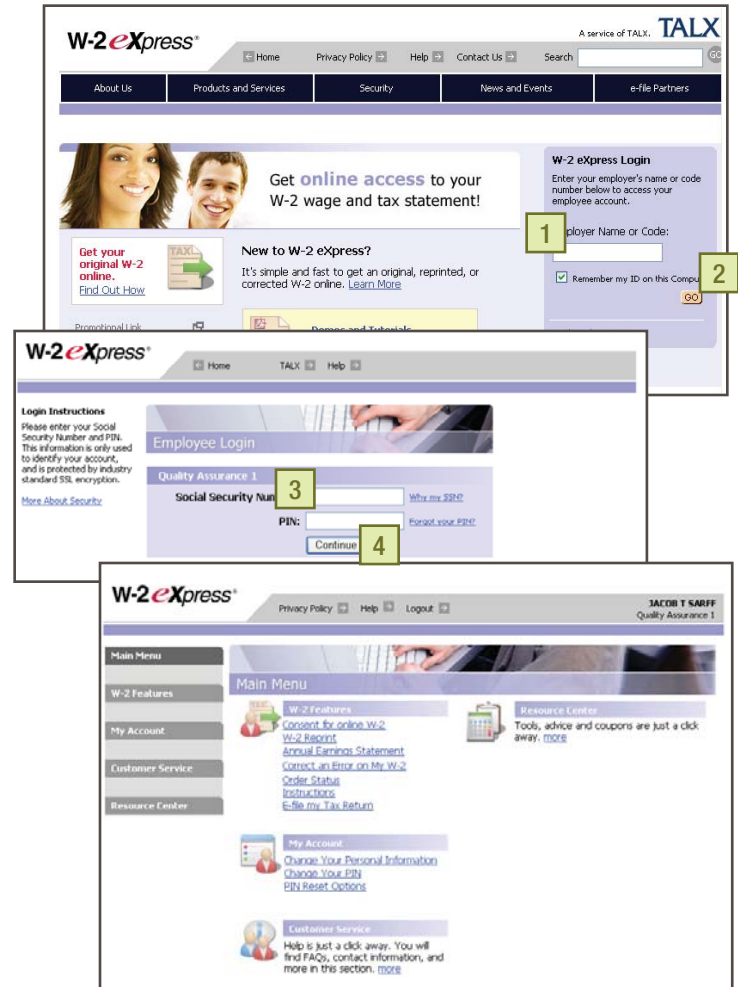 W-2 eXpress®
A service of TALX. TALX
Home Privacy Policy Help Contact Us Search GO
About Us Products and Services Security News and Events e-file Partners
Get online access to your
W-2 wage and tax statement!
W-2 eXpress Login
Enter your employer's name or code
number below to access your
employee account.
1
ployer Name or Code:
2
Remember my ID on this Compu
GO
Get your
original W-2
online.
Find Out How
TAX
New to W-2 eXpress?
It's simple and fast to get an original, reprinted, or
corrected W-2 online. Learn More
Promotional Link
Demos and Tutorials
W-2 eXpress®
Home TALX Help
Login Instructions
Please enter your Social
Security Number and PIN.
This information is only used
to identify your account,
and is protected by industry
standard SSL encryption.
More About Security
Employee Login
Quality Assurance 1
3
Social Security Num
Why my SSN?
PIN:
Forgot your PIN?
Continue
4
W-2 eXpress®
Privacy Policy Help Logout
JACOB T SARFF
Quality Assurance 1
Main Menu
W-2 Features
My Account
Customer Service
Resource Center
Main Menu
W-2 Features
Consent for online W-2
W-2 Reprint
Annual Earnings Statement
Correct an Error on My W-2
Order Status
Instructions
E-file my Tax Return
Resource Center
Tools, advice and coupons are just a click
away. more
My Account
Change Your Personal Information
Change Your PIN
PIN Reset Options
Customer Service
Help is just a click away. You will
find FAQs, contact information, and
more in this section. more